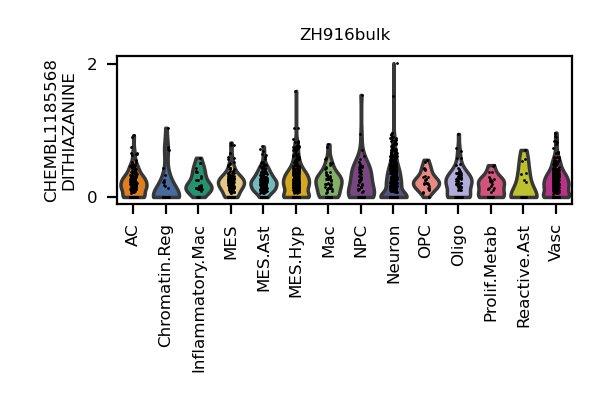 ZH916bulk
CHEMBL1185568
DITHIAZANINE
2
0
AC
Chromatin.Reg
Inflammatory.Mac
MES
MES.Ast
MES.Hyp
Mac
NPC
Neuron
OPC
Oligo
Prolif.Metab
Reactive.Ast
Vasc